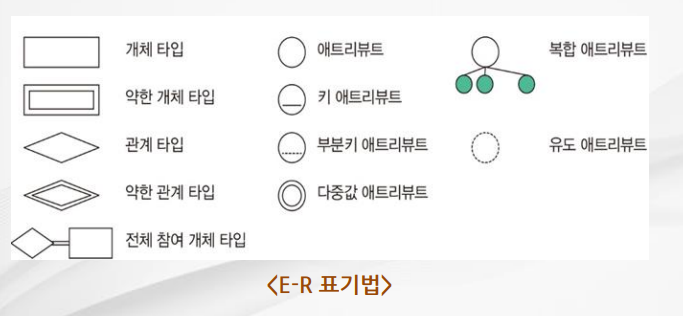 개체 타입
애트리뷰트
복합 애트리뷰트
약한 개체 타입
키 애트리뷰트
관계 타입
부분키 애트리뷰트
유도 애트리뷰트
약한 관계 타입
다중값 애트리뷰트
전체 참여 개체 타입
<E-R 표기법>